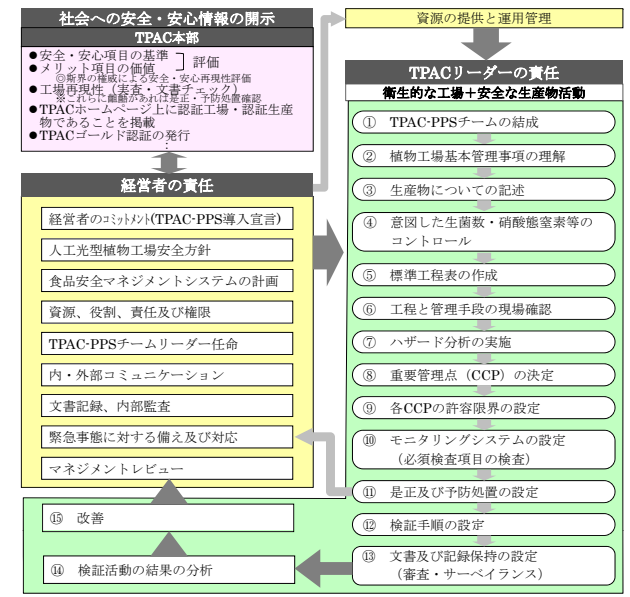 社会への安全・安心情報の開示
TPAC本部
●安全・安心項目の基準
●メリット項目の価値
評価
◎斯界の権威による安全・安心再現性評価
●工場再現性（実査・文書チェック）
※これらに齟齬があれば是正・予防処置確認
●TPACホームページ上に認証工場・認証生産
物であることを掲載
●TPACゴールド認証の発行
⋮
経営者の責任
経営者のｺﾐｯﾄﾒﾝﾄ(TPAC-PPS導入宣言)
人工光型植物工場安全方針
食品安全マネジメントシステムの計画
資源、役割、責任及び権限
TPAC-PPSチームリーダー任命
内・外部コミュニケーション
文書記録、内部監査
緊急事態に対する備え及び対応
マネジメントレビュー
⑮ 改善
⑭ 検証活動の結果の分析
資源の提供と運用管理
TPACリーダーの責任
衛生的な工場＋安全な生産物活動
① TPAC-PPSチームの結成
② 植物工場基本管理事項の理解
③ 生産物についての記述
④ 意図した生菌数・硝酸態窒素等の
コントロール
⑤ 標準工程表の作成
⑥ 工程と管理手段の現場確認
⑦ ハザード分析の実施
⑧ 重要管理点（CCP）の決定
⑨ 各CCPの許容限界の設定
⑩ モニタリングシステムの設定
（必須検査項目の検査）
⑪ 是正及び予防処置の設定
⑫ 検証手順の設定
⑬ 文書及び記録保持の設定
（審査・サーベイランス）